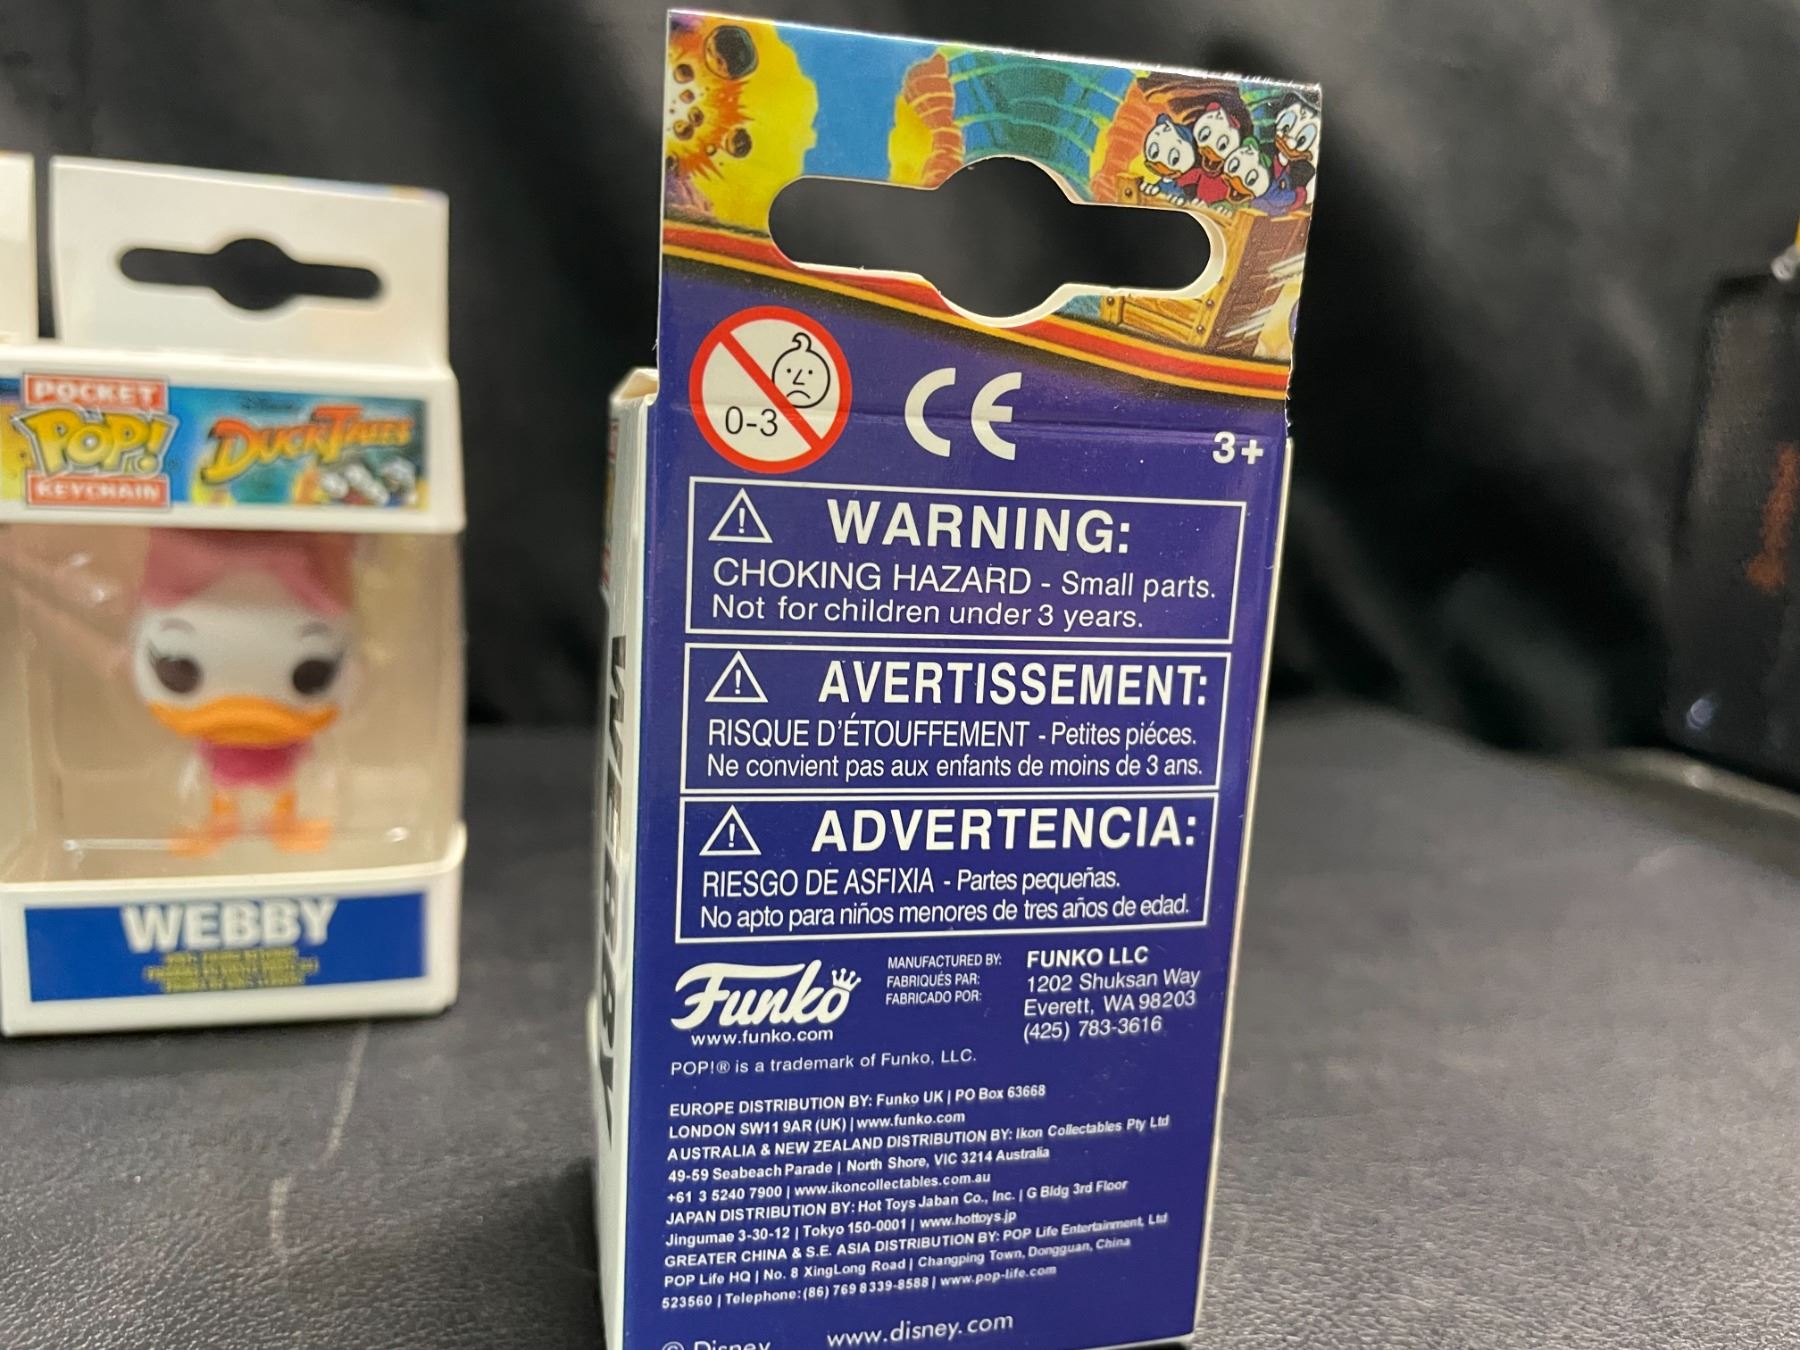 POCKET
POP!
KEYCHAIN
DUCKTALES
WEBBY
WEBBY
0-3
CE
3+
WARNING:
CHOKING HAZARD - Small parts.
Not for children under 3 years.
AVERTISSEMENT:
RISQUE D'ÉTOUFFEMENT - Petites piéces.
Ne convient pas aux enfants de moins de 3 ans.
ADVERTENCIA:
RIESGO DE ASFIXIA - Partes pequeñas.
No apto para niños menores de tres años de edad.
Funko
www.funko.com
MANUFACTURED BY:
FABRIQUÉS PAR:
FABRICADO POR:
FUNKO LLC
1202 Shuksan Way
Everett, WA 98203
(425) 783-3616
POP!® is a trademark of Funko, LLC.
EUROPE DISTRIBUTION BY: Funko UK | PO Box 63668
LONDON SW11 9AR (UK) | www.funko.com
AUSTRALIA & NEW ZEALAND DISTRIBUTION BY: Ikon Collectables Pty Ltd
49-59 Seabeach Parade | North Shore, VIC 3214 Australia
+61 3 5240 7900 | www.ikoncollectables.com.au
JAPAN DISTRIBUTION BY: Hot Toys Jaban Co., Inc. | G Bldg 3rd Floor
Jingumae 3-30-12 | Tokyo 150-0001 | www.hottoys.jp
GREATER CHINA & S.E. ASIA DISTRIBUTION BY: POP Life Entertainment, Ltd
POP Life HQ | No. 8 XingLong Road | Changping Town, Dongguan, China
523560 | Telephone: (86) 769 8339-8588 | www.pop-life.com
© Disney
www.disney.com